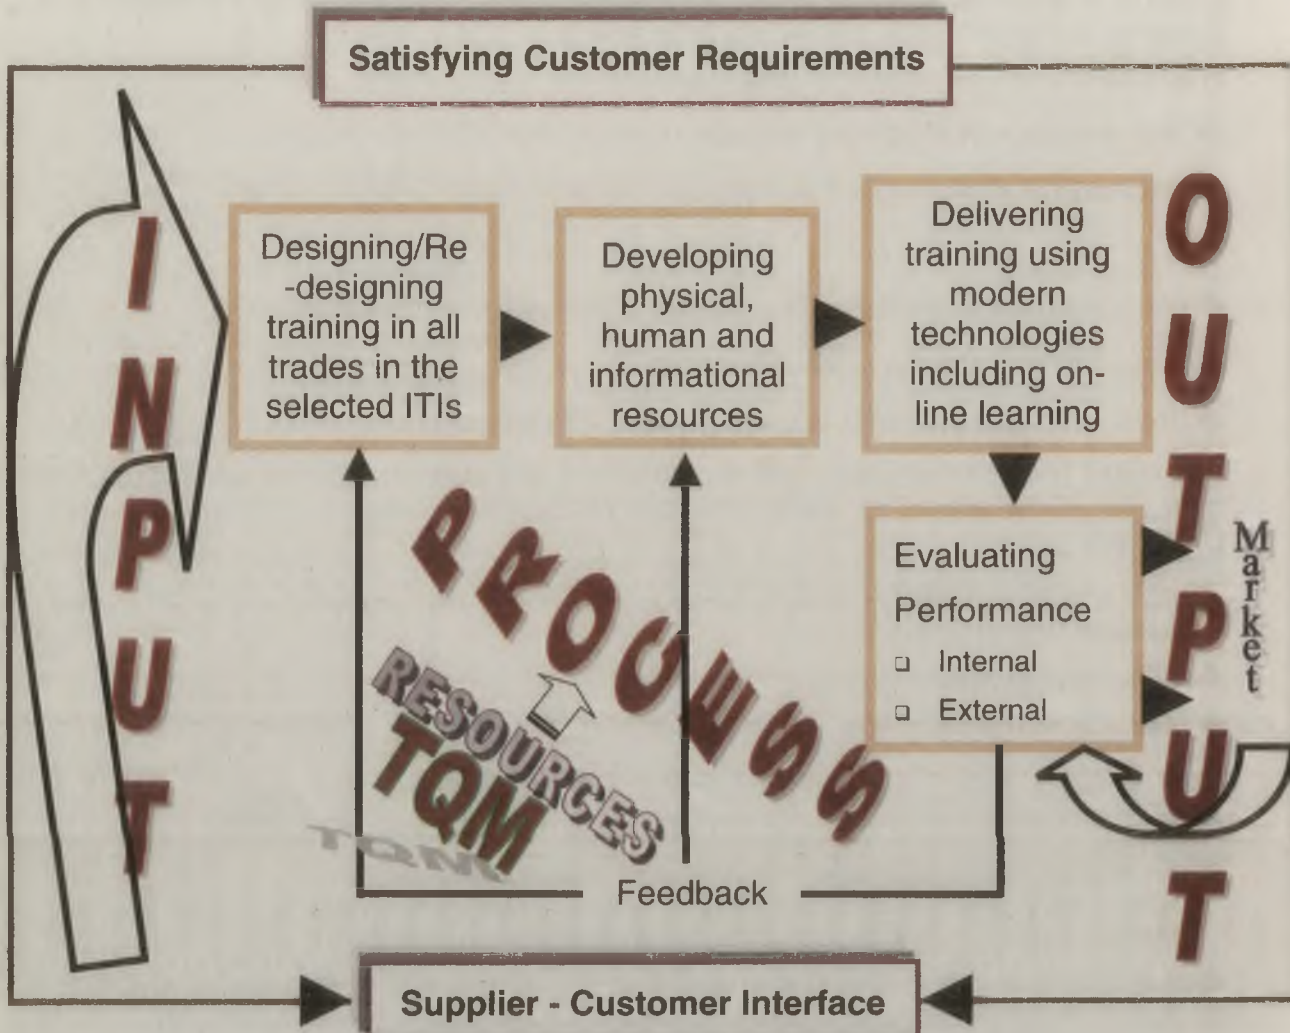 Satisfying Customer Requirements
INPUT
Designing/Re
-designing
training in all
trades in the
selected ITIs
Developing
physical,
human and
informational
resources
Delivering
training using
modern
technologies
including on-
line learning
Evaluating
Performance
Internal
External
OUTPUT
Market
PROCESS
RESOURCES
TQM
Feedback
Supplier - Customer Interface